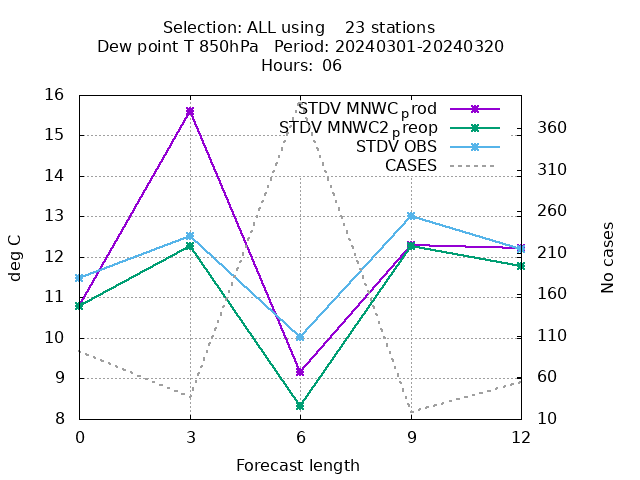 Selection: ALL using    23 stations
Dew point T 850hPa   Period: 20240301-20240320
Hours: 06
STDV MNWC_prod
STDV MNWC2_preop
STDV OBS
CASES
16
15
14
13
12
11
10
9
8
360
310
260
210
160
110
60
10
deg C
No cases
0 3 6 9 12
Forecast length